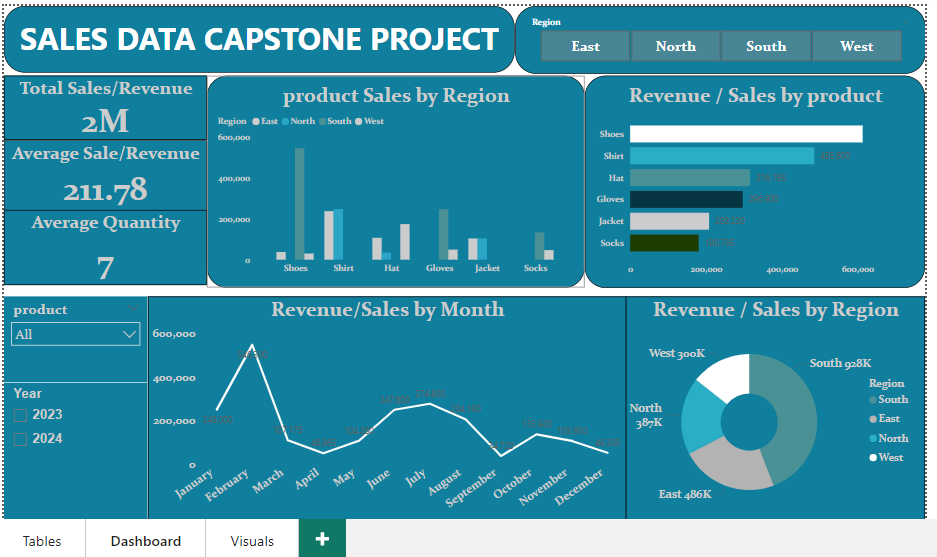 SALES DATA CAPSTONE PROJECT
Region
East North South West
Total Sales/Revenue
2M
Average Sale/Revenue
211.78
Average Quantity
7
product Sales by Region
Region East North South West
600,000
400,000
200,000
0
Shoes Shirt Hat Gloves Jacket Socks
Revenue / Sales by product
Shoes
Shirt
Hat
Gloves
Jacket
Socks
0 200,000 400,000 600,000
product
All
Year
2023
2024
Revenue/Sales by Month
600,000
400,000
200,000
0
January February March April May June July August September October November December
Revenue / Sales by Region
West 300K
South 928K
North
387K
East 486K
Region
South
East
North
West
Tables Dashboard Visuals +